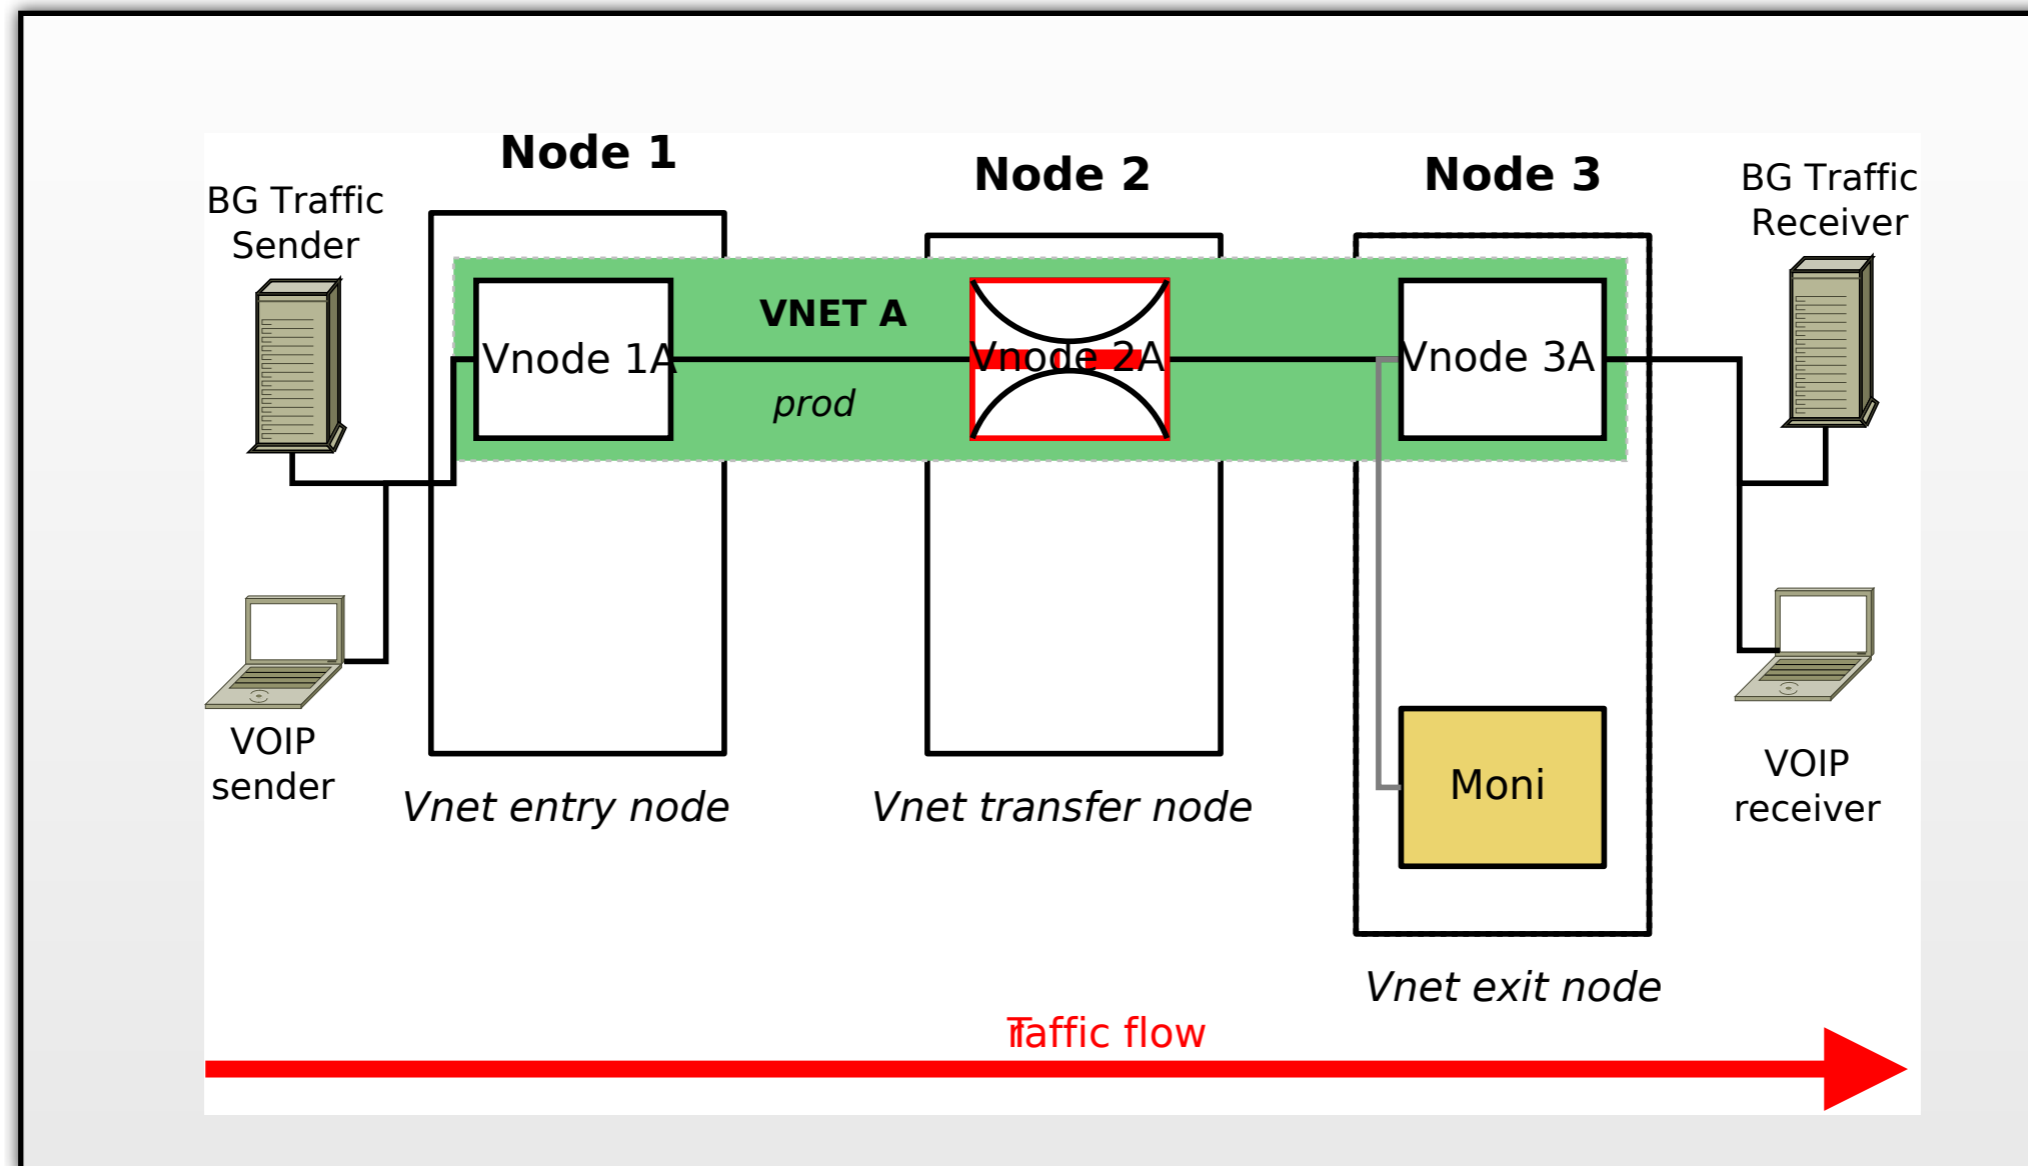 Node 1
Node 2
Node 3
BG Traffic
Sender
BG Traffic
Receiver
VNET A
Vnode 1A
Vnode 2A
Vnode 3A
prod
VOIP
sender
Vnet entry node
Vnet transfer node
Moni
VOIP
receiver
Vnet exit node
Traffic flow